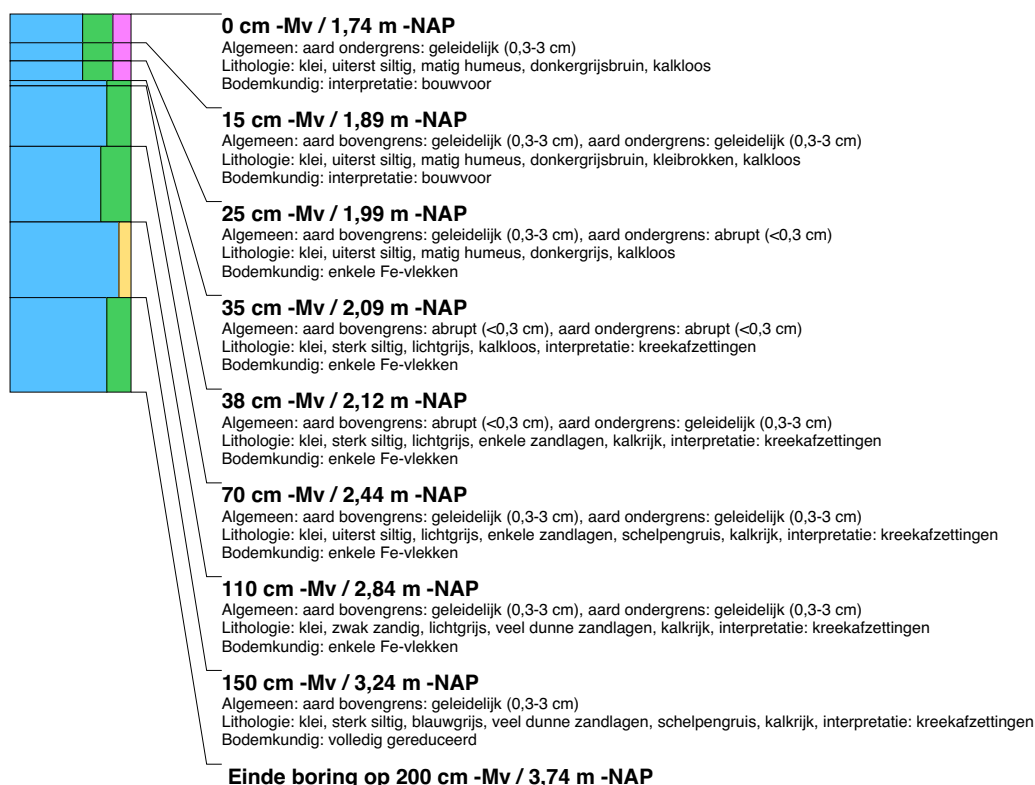 0 cm -Mv / 1,74 m -NAP
Algemeen: aard ondergrens: geleidelijk (0,3-3 cm)
Lithologie: klei, uiterst siltig, matig humeus, donkergrijsbruin, kalkloos
Bodemkundig: interpretatie: bouwvoor
15 cm -Mv / 1,89 m -NAP
Algemeen: aard bovengrens: geleidelijk (0,3-3 cm), aard ondergrens: geleidelijk (0,3-3 cm)
Lithologie: klei, uiterst siltig, matig humeus, donkergrijsbruin, kleibrokken, kalkloos
Bodemkundig: interpretatie: bouwvoor
25 cm -Mv / 1,99 m -NAP
Algemeen: aard bovengrens: geleidelijk (0,3-3 cm), aard ondergrens: abrupt (<0,3 cm)
Lithologie: klei, uiterst siltig, matig humeus, donkergrijs, kalkloos
Bodemkundig: enkele Fe-vlekken
35 cm -Mv / 2,09 m -NAP
Algemeen: aard bovengrens: abrupt (<0,3 cm), aard ondergrens: abrupt (<0,3 cm)
Lithologie: klei, sterk siltig, lichtgrijs, kalkloos, interpretatie: kreekafzettingen
Bodemkundig: enkele Fe-vlekken
38 cm -Mv / 2,12 m -NAP
Algemeen: aard bovengrens: abrupt (<0,3 cm), aard ondergrens: geleidelijk (0,3-3 cm)
Lithologie: klei, sterk siltig, lichtgrijs, enkele zandlagen, kalkrijk, interpretatie: kreekafzettingen
Bodemkundig: enkele Fe-vlekken
70 cm -Mv / 2,44 m -NAP
Algemeen: aard bovengrens: geleidelijk (0,3-3 cm), aard ondergrens: geleidelijk (0,3-3 cm)
Lithologie: klei, uiterst siltig, lichtgrijs, enkele zandlagen, schelpengruis, kalkrijk, interpretatie: kreekafzettingen
Bodemkundig: enkele Fe-vlekken
110 cm -Mv / 2,84 m -NAP
Algemeen: aard bovengrens: geleidelijk (0,3-3 cm), aard ondergrens: geleidelijk (0,3-3 cm)
Lithologie: klei, zwak zandig, lichtgrijs, veel dunne zandlagen, kalkrijk, interpretatie: kreekafzettingen
Bodemkundig: enkele Fe-vlekken
150 cm -Mv / 3,24 m -NAP
Algemeen: aard bovengrens: geleidelijk (0,3-3 cm)
Lithologie: klei, sterk siltig, blauwgrijs, veel dunne zandlagen, schelpengruis, kalkrijk, interpretatie: kreekafzettingen
Bodemkundig: volledig gereduceerd
Einde boring op 200 cm -Mv / 3,74 m -NAP